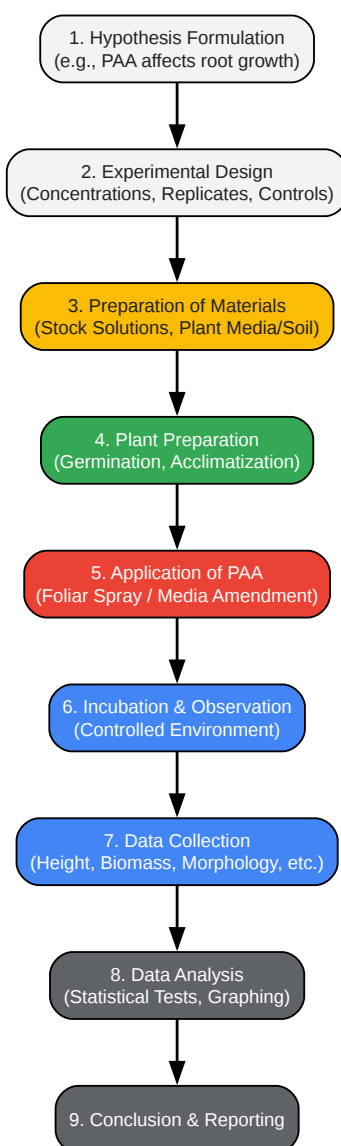 1. Hypothesis Formulation
(e.g., PAA affects root growth)
2. Experimental Design
(Concentrations, Replicates, Controls)
3. Preparation of Materials
(Stock Solutions, Plant Media/Soil)
4. Plant Preparation
(Germination, Acclimatization)
5. Application of PAA
(Foliar Spray / Media Amendment)
6. Incubation & Observation
(Controlled Environment)
7. Data Collection
(Height, Biomass, Morphology, etc.)
8. Data Analysis
(Statistical Tests, Graphing)
9. Conclusion & Reporting